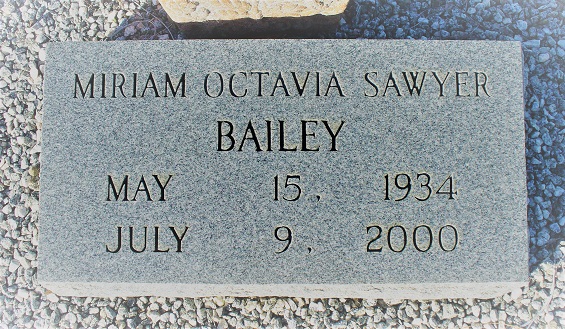 MIRIAM OCTAVIA SAWYER
BAILEY
MAY 15, 1934
JULY 9, 2000